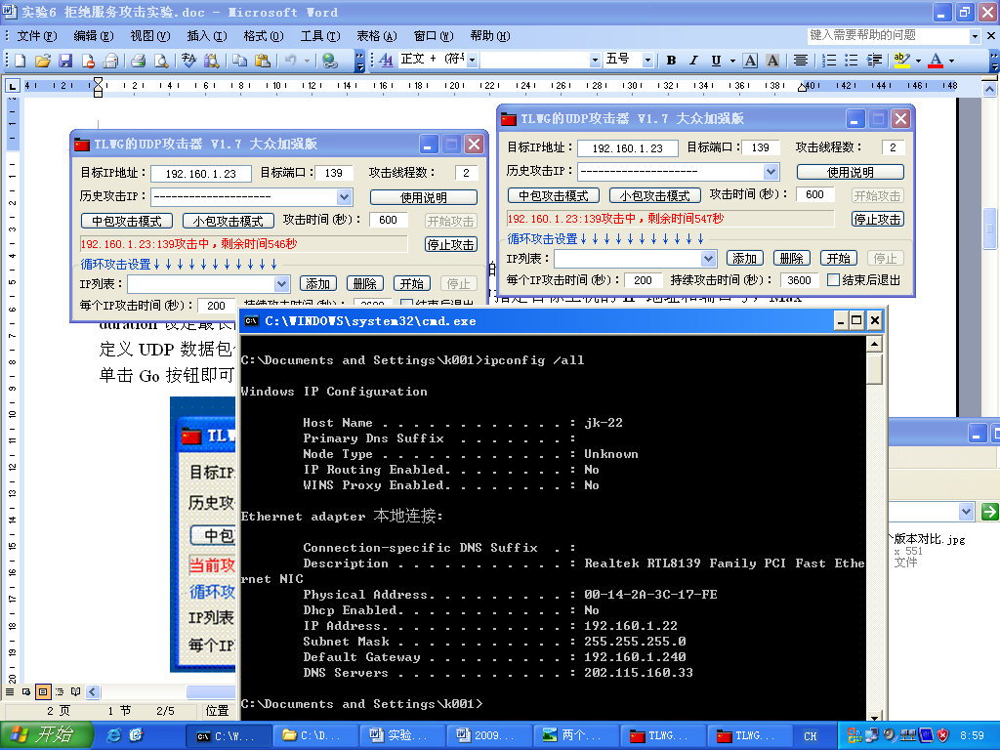 实验6 拒绝服务攻击实验.doc - Microsoft Word
文件(F) 编辑(E) 视图(V) 插入(I) 格式(O) 工具(T) 表格(A) 窗口(W) 帮助(H) 键入需要帮助的问题
正文 + (符 五号 B I U A A
TLWG的UDP攻击器 V1.7 大众加强版
目标IP地址: 192.160.1.23 目标端口: 139 攻击线程数: 2
历史攻击IP: -------------------- 使用说明
中包攻击模式 小包攻击模式 攻击时间(秒): 600 开始攻击
192.160.1.23:139攻击中,剩余时间546秒 停止攻击
循环攻击设置↓↓↓↓↓↓↓↓↓↓↓
IP列表: 添加 删除 开始 停止
每个IP攻击时间(秒): 200 持续攻击时间(秒): 3600 结束后退出
TLWG的UDP攻击器 V1.7 大众加强版
目标IP地址: 192.160.1.23 目标端口: 139 攻击线程数: 2
历史攻击IP: -------------------- 使用说明
中包攻击模式 小包攻击模式 攻击时间(秒): 600 开始攻击
192.160.1.23:139攻击中,剩余时间547秒 停止攻击
循环攻击设置↓↓↓↓↓↓↓↓↓↓↓
IP列表: 添加 删除 开始 停止
每个IP攻击时间(秒): 200 持续攻击时间(秒): 3600 结束后退出
的
duration 设定最长
定义 UDP 数据包
单击 Go 按钮即可
TLW
目标IP
历史攻
中包
当前攻
循环攻
IP列表
每个IP
C:\WINDOWS\system32\cmd.exe
C:\Documents and Settings\k001>ipconfig /all
Windows IP Configuration
Host Name . . . . . . . . . . . . : jk-22
Primary Dns Suffix . . . . . . . :
Node Type . . . . . . . . . . . . : Unknown
IP Routing Enabled. . . . . . . . : No
WINS Proxy Enabled. . . . . . . . : No
Ethernet adapter 本地连接:
Connection-specific DNS Suffix . :
Description . . . . . . . . . . . : Realtek RTL8139 Family PCI Fast Ethe
rnet NIC
Physical Address. . . . . . . . . : 00-14-2A-3C-17-FE
Dhcp Enabled. . . . . . . . . . . : No
IP Address. . . . . . . . . . . . : 192.160.1.22
Subnet Mask . . . . . . . . . . . : 255.255.255.0
Default Gateway . . . . . . . . . : 192.160.1.240
DNS Servers . . . . . . . . . . . : 202.115.160.33
C:\Documents and Settings\k001>
个版本对比.jpg
x 551
文件
2 页 1 节 2/5 位置
开始 C:\W... C:\D... 实验... 2009... 两个... TLWG... TLWG... CH 8:59